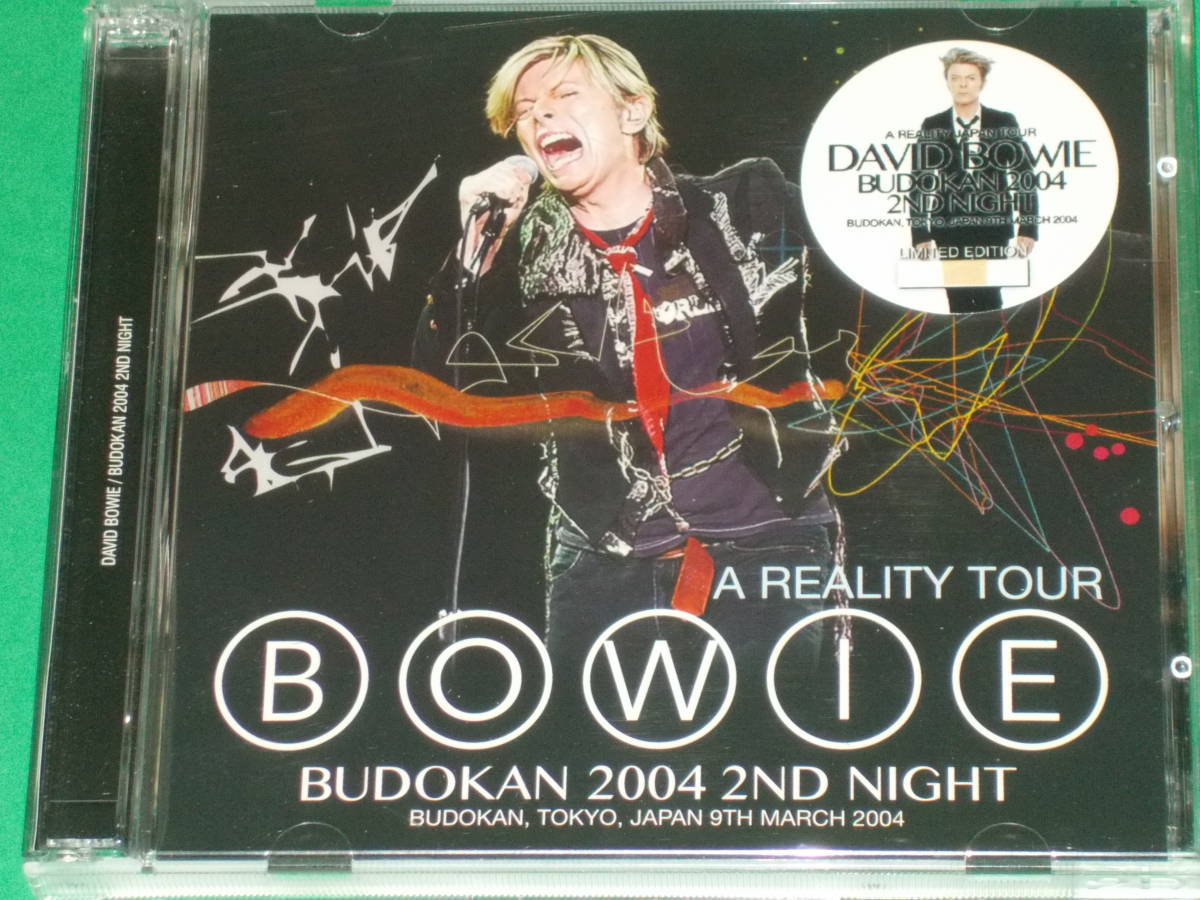 DAVID BOWIE / BUDOKAN 2004 2ND NIGHT
A REALITY JAPAN TOUR
DAVID BOWIE
BUDOKAN 2004
2ND NIGHT
BUDOKAN, TOKYO, JAPAN 9TH MARCH 2004
LIMITED EDITION
A REALITY TOUR
BOWIE
BUDOKAN 2004 2ND NIGHT
BUDOKAN, TOKYO, JAPAN 9TH MARCH 2004